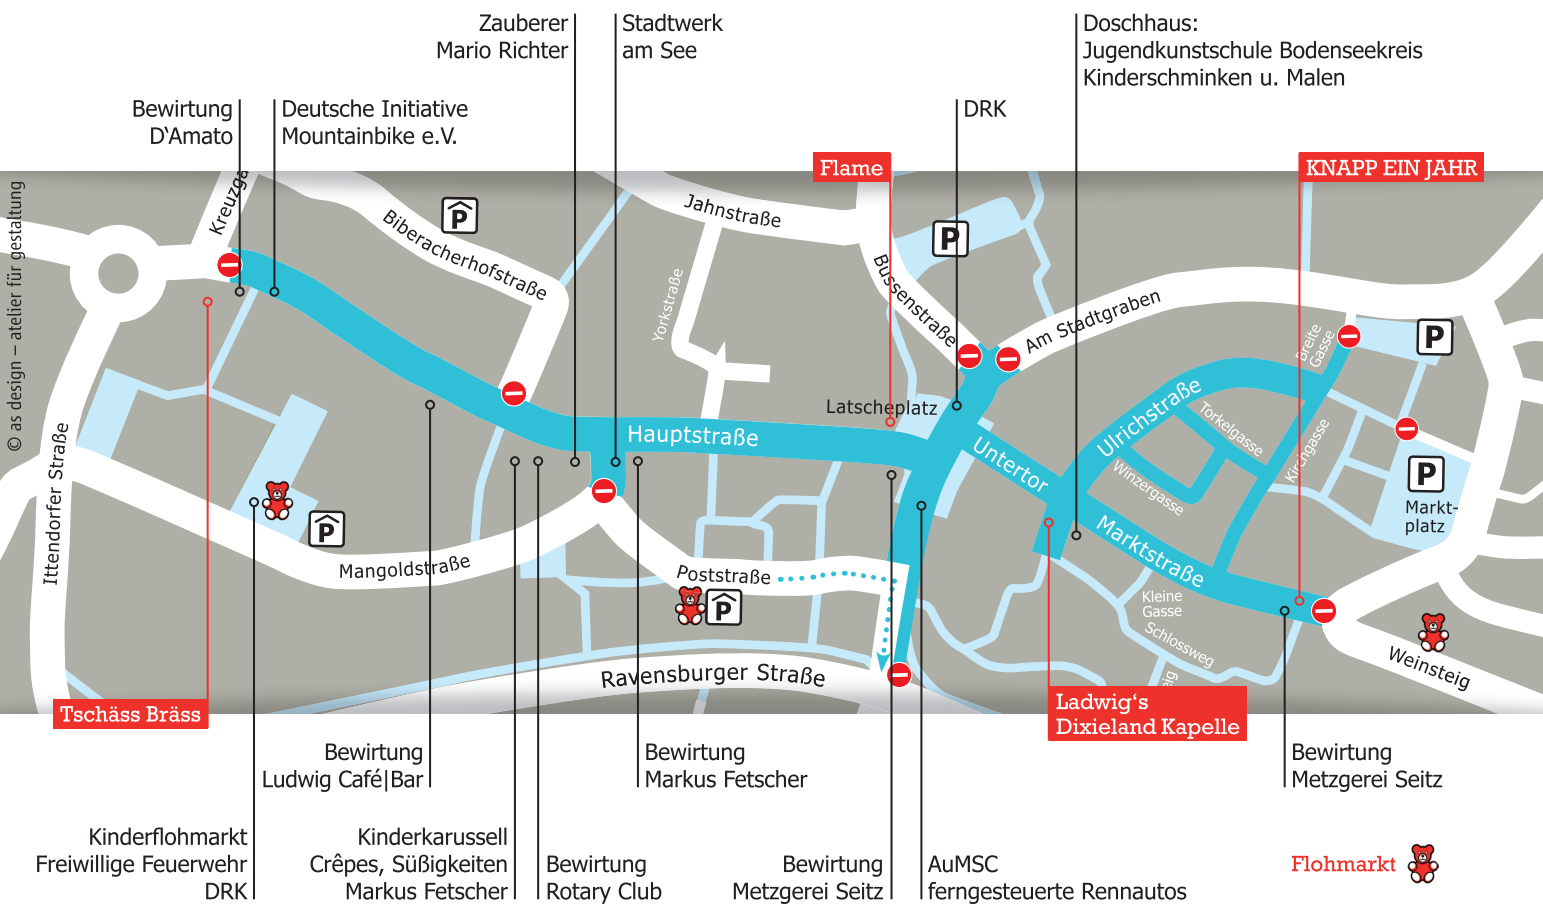 Zauberer
Mario Richter
Stadtwerk
am See
Doschhaus:
Jugendkunstschule Bodenseekreis
Kinderschminken u. Malen
Bewirtung
D‘Amato
Deutsche Initiative
Mountainbike e.V.
DRK
Flame
KNAPP EIN JAHR
© as design – atelier für gestaltung
Kreuzga
Biberacherhofstraße
P
Jahnstraße
Yorkstraße
P
Bussenstraße
Am Stadtgraben
Breite
Gasse
P
Latscheplatz
Hauptstraße
Untertor
Ulrichstraße
Torkelgasse
Winzergasse
Kirchgasse
P
Markt-
platz
Marktstraße
Ittendorfer Straße
P
Mangoldstraße
Poststraße
P
Kleine
Gasse
Schlossweg
eig
Weinsteig
Ravensburger Straße
Tschäss Bräss
Ladwig‘s
Dixieland Kapelle
Bewirtung
Ludwig Café|Bar
Bewirtung
Markus Fetscher
Bewirtung
Metzgerei Seitz
Kinderflohmarkt
Freiwillige Feuerwehr
DRK
Kinderkarussell
Crêpes, Süßigkeiten
Markus Fetscher
Bewirtung
Rotary Club
Bewirtung
Metzgerei Seitz
AuMSC
ferngesteuerte Rennautos
Flohmarkt